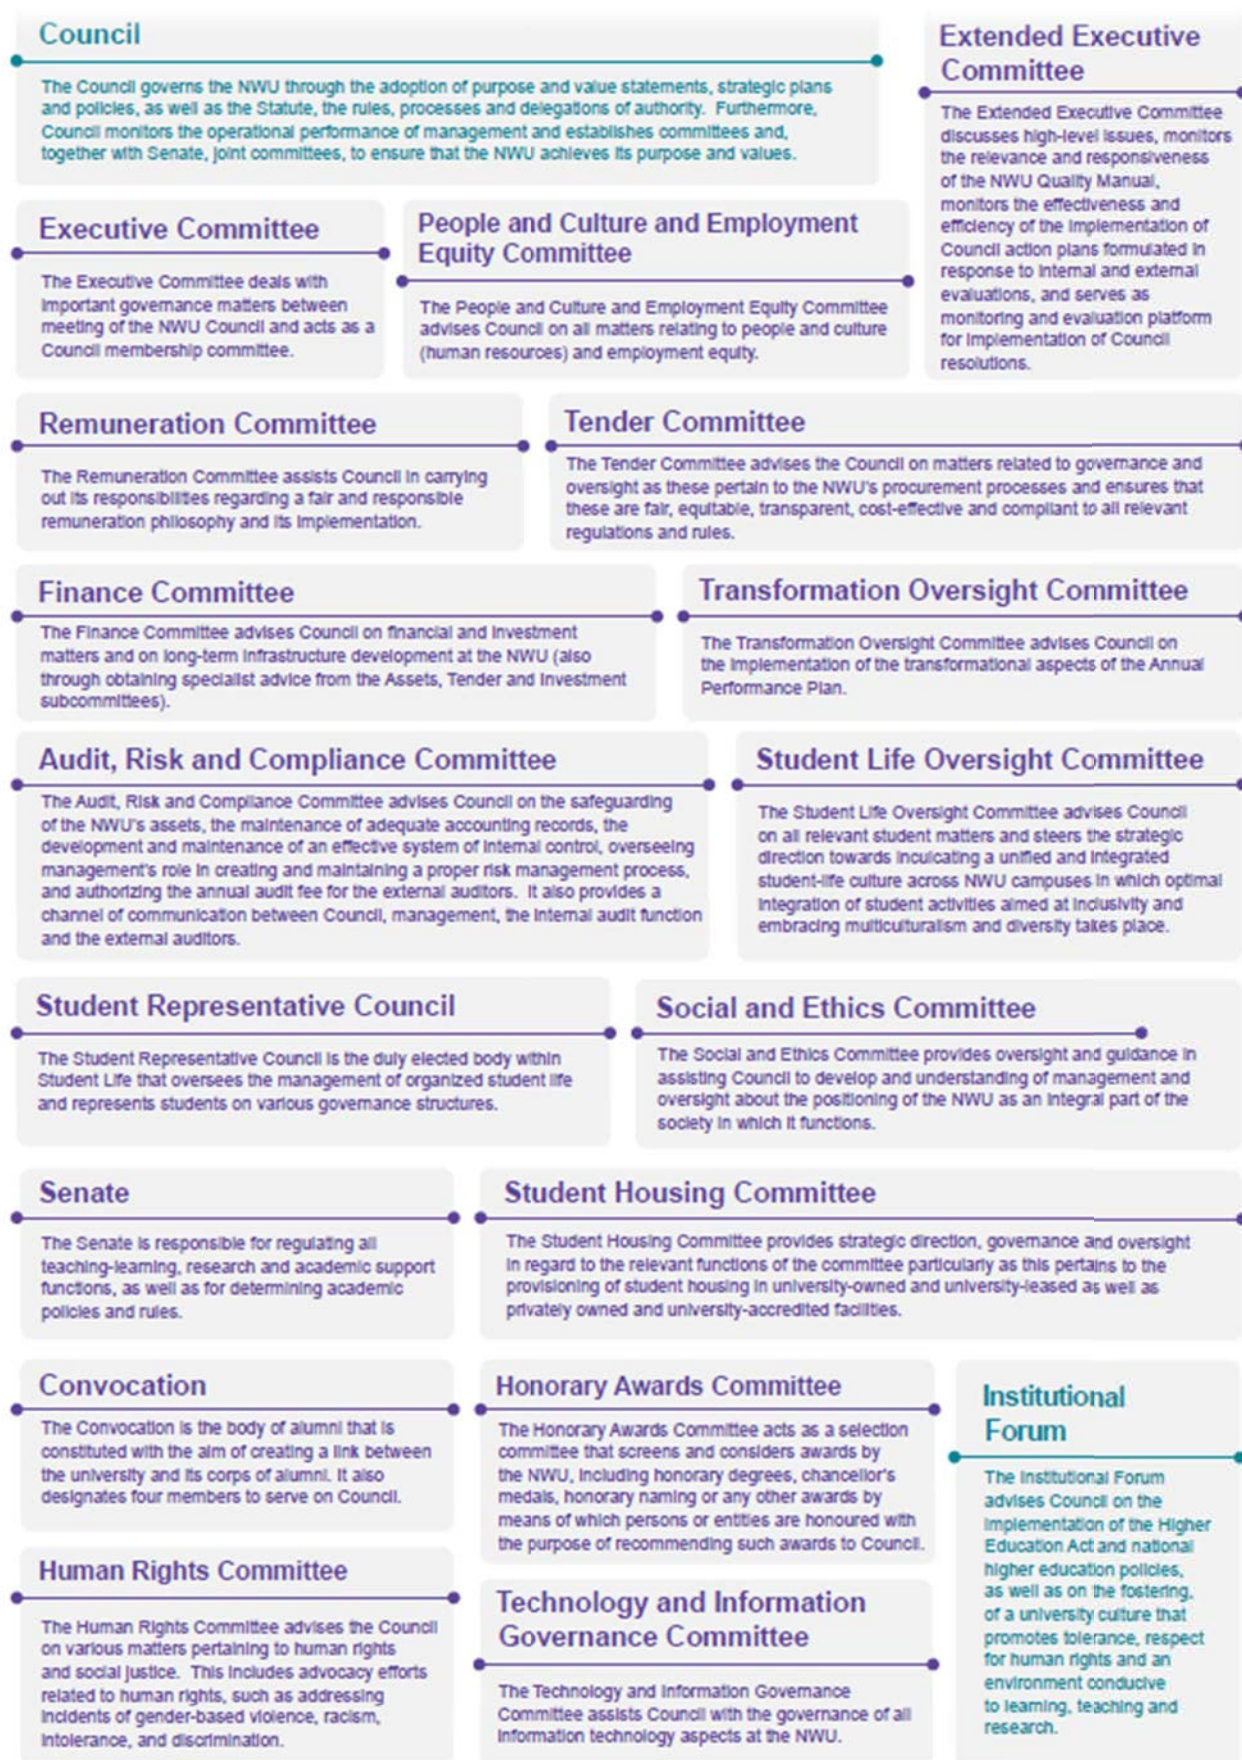 Council
The Council governs the NWU through the adoption of purpose and value statements, strategic plans
and policies, as well as the Statute, the rules, processes and delegations of authority.  Furthermore,
Council monitors the operational performance of management and establishes committees and,
together with Senate, joint committees, to ensure that the NWU achieves its purpose and values.
Extended Executive
Committee
The Extended Executive Committee
discusses high-level issues, monitors
the relevance and responsiveness
of the NWU Quality Manual,
monitors the effectiveness and
efficiency of the implementation of
Council action plans formulated in
response to internal and external
evaluations, and serves as
monitoring and evaluation platform
for implementation of Council
resolutions.
Executive Committee
The Executive Committee deals with
important governance matters between
meeting of the NWU Council and acts as a
Council membership committee.
People and Culture and Employment
Equity Committee
The People and Culture and Employment Equity Committee
advises Council on all matters relating to people and culture
(human resources) and employment equity.
Remuneration Committee
The Remuneration Committee assists Council in carrying
out its responsibilities regarding a fair and responsible
remuneration philosophy and its implementation.
Tender Committee
The Tender Committee advises the Council on matters related to governance and
oversight as these pertain to the NWU's procurement processes and ensures that
these are fair, equitable, transparent, cost-effective and compliant to all relevant
regulations and rules.
Finance Committee
The Finance Committee advises Council on financial and investment
matters and on long-term infrastructure development at the NWU (also
through obtaining specialist advice from the Assets, Tender and Investment
subcommittees).
Transformation Oversight Committee
The Transformation Oversight Committee advises Council on
the implementation of the transformational aspects of the Annual
Performance Plan.
Audit, Risk and Compliance Committee
The Audit, Risk and Compliance Committee advises Council on the safeguarding
of the NWU's assets, the maintenance of adequate accounting records, the
development and maintenance of an effective system of internal control, overseeing
management's role in creating and maintaining a proper risk management process,
and authorizing the annual audit fee for the external auditors.  It also provides a
channel of communication between Council, management, the internal audit function
and the external auditors.
Student Life Oversight Committee
The Student Life Oversight Committee advises Council
on all relevant student matters and steers the strategic
direction towards inculcating a unified and integrated
student-life culture across NWU campuses in which optimal
integration of student activities aimed at inclusivity and
embracing multiculturalism and diversity takes place.
Student Representative Council
The Student Representative Council is the duly elected body within
Student Life that oversees the management of organized student life
and represents students on various governance structures.
Social and Ethics Committee
The Social and Ethics Committee provides oversight and guidance in
assisting Council to develop and understanding of management and
oversight about the positioning of the NWU as an integral part of the
society in which it functions.
Senate
The Senate is responsible for regulating all
teaching-learning, research and academic support
functions, as well as for determining academic
policies and rules.
Student Housing Committee
The Student Housing Committee provides strategic direction, governance and oversight
in regard to the relevant functions of the committee particularly as this pertains to the
provisioning of student housing in university-owned and university-leased as well as
privately owned and university-accredited facilities.
Convocation
The Convocation is the body of alumni that is
constituted with the aim of creating a link between
the university and its corps of alumni. It also
designates four members to serve on Council.
Honorary Awards Committee
The Honorary Awards Committee acts as a selection
committee that screens and considers awards by
the NWU, including honorary degrees, chancellor's
medals, honorary naming or any other awards by
means of which persons or entities are honoured with
the purpose of recommending such awards to Council.
Institutional
Forum
The Institutional Forum
advises Council on the
implementation of the Higher
Education Act and national
higher education policies,
as well as on the fostering,
of a university culture that
promotes tolerance, respect
for human rights and an
environment conducive
to learning, teaching and
research.
Human Rights Committee
The Human Rights Committee advises the Council
on various matters pertaining to human rights
and social justice.  This includes advocacy efforts
related to human rights, such as addressing
incidents of gender-based violence, racism,
intolerance, and discrimination.
Technology and Information
Governance Committee
The Technology and Information Governance
Committee assists Council with the governance of all
information technology aspects at the NWU.